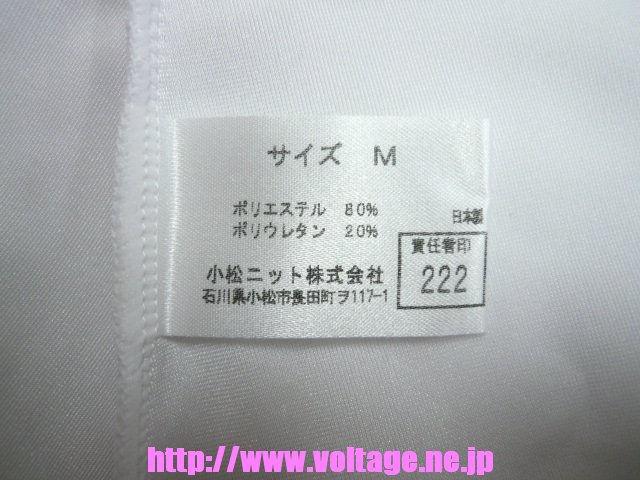 サイズ M
ポリエステル 80%
ポリウレタン 20%
日本製
小松ニット株式会社
石川県小松市長田町ヲ117-1
責任者印
222
http://www.voltage.ne.jp